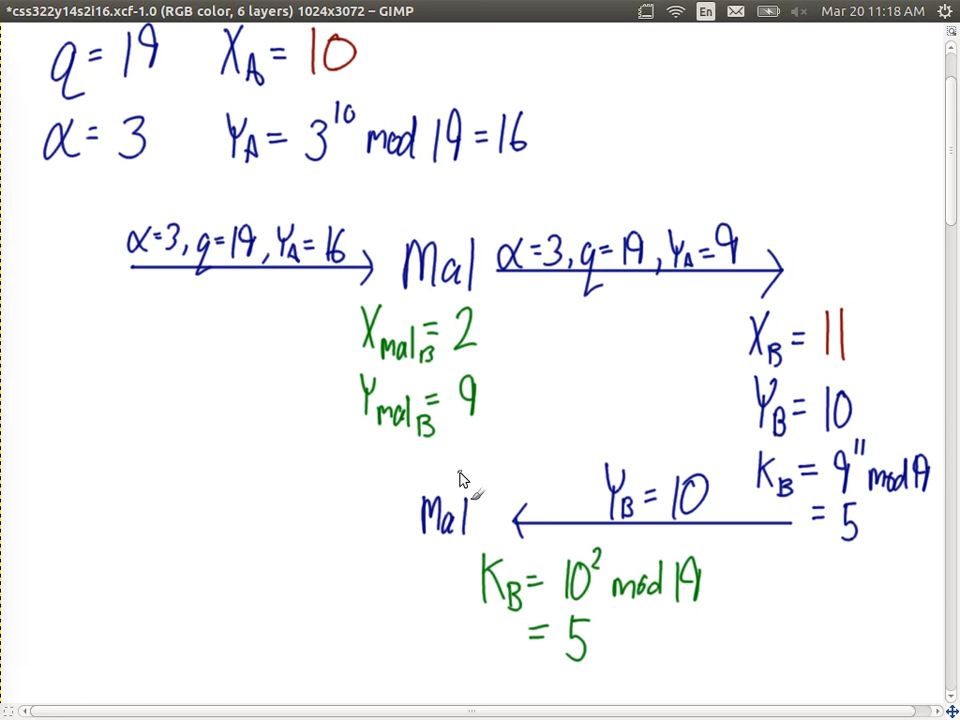 *css322y14s2i16.xcf-1.0 (RGB color, 6 layers) 1024x3072 – GIMP
En
Mar 20 11:18 AM
q = 19 X_A = 10
α = 3 Y_A = 3^10 mod 19 = 16
α=3, q=19, Y_A=16 Mal α=3, q=19, Y_A=9
X_mal_B = 2
Y_mal_B = 9
X_B = 11
Y_B = 10
K_B = 9^11 mod 19
= 5
Mal Y_B = 10
K_B = 10^2 mod 19
= 5